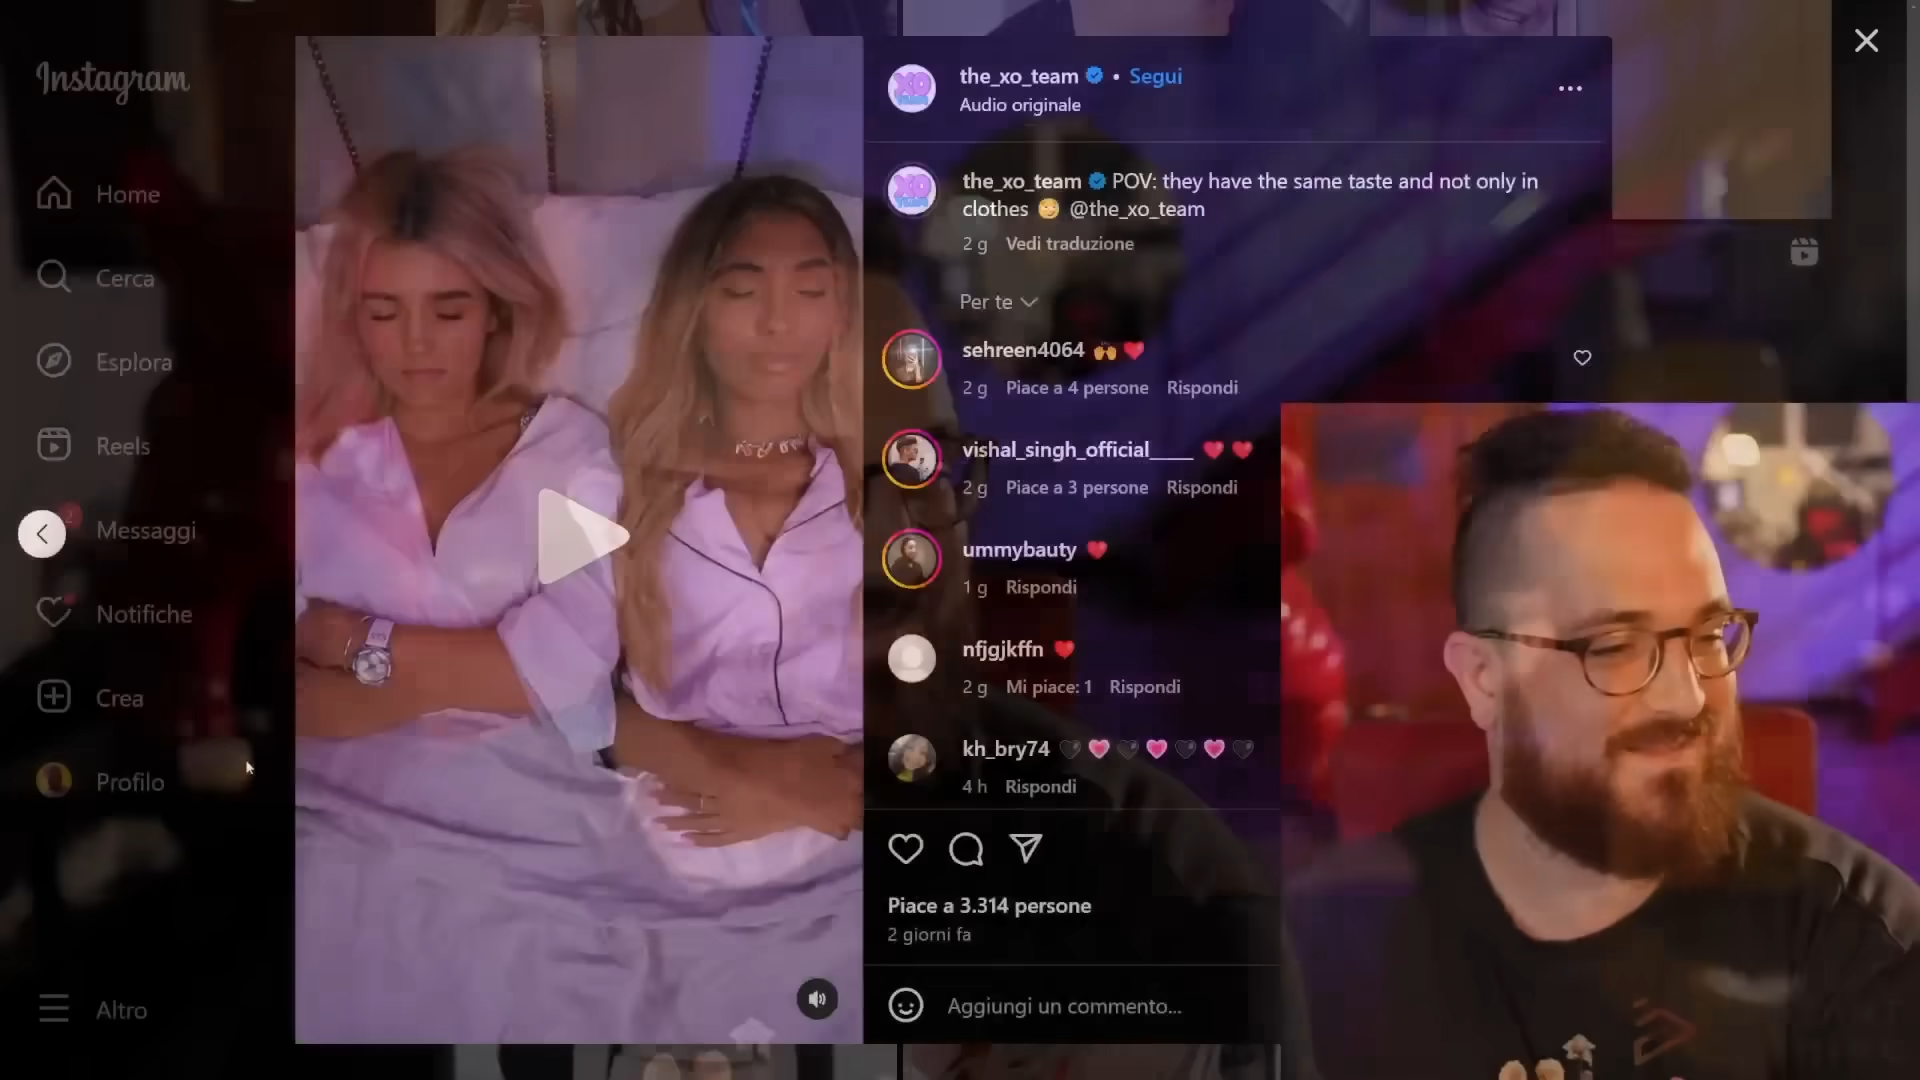 Instagram
Home
Cerca
Esplora
Reels
Messaggi
Notifiche
Crea
Profilo
Altro
the_xo_team • Segui
Audio originale
the_xo_team POV: they have the same taste and not only in
clothes 😏 @the_xo_team
2 g Vedi traduzione
Per te
sehreen4064 🙌❤️
2 g Piace a 4 persone Rispondi
vishal_singh_official____ ❤️ ❤️
2 g Piace a 3 persone Rispondi
ummybauty ❤️
1 g Rispondi
nfjgjkffn ❤️
2 g Mi piace: 1 Rispondi
kh_bry74 🖤💗🖤💗🖤💗🖤
4 h Rispondi
Piace a 3.314 persone
2 giorni fa
Aggiungi un commento...